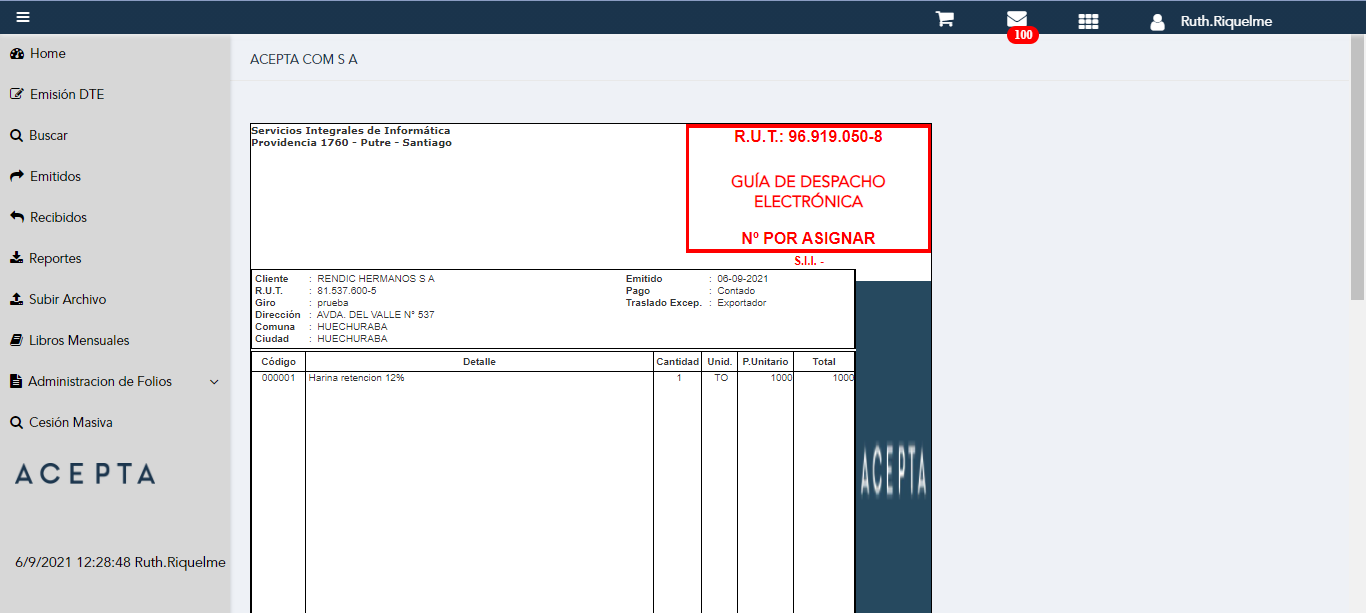 Ruth.Riquelme
100
Home
Emisión DTE
Buscar
Emitidos
Recibidos
Reportes
Subir Archivo
Libros Mensuales
Administracion de Folios
Cesión Masiva
ACEPTA
6/9/2021 12:28:48 Ruth.Riquelme
ACEPTA COM S A
Servicios Integrales de Informática
Providencia 1760 - Putre - Santiago
R.U.T.: 96.919.050-8
GUÍA DE DESPACHO
ELECTRÓNICA
Nº POR ASIGNAR
S.I.I. -
Cliente : RENDIC HERMANOS S A Emitido : 06-09-2021
R.U.T. : 81.537.600-5 Pago : Contado
Giro : prueba Traslado Excep. : Exportador
Dirección : AVDA. DEL VALLE N° 537
Comuna : HUECHURABA
Ciudad : HUECHURABA
Código Detalle Cantidad Unid. P.Unitario Total
000001 Harina retencion 12% 1 TO 1000 1000
ACEPTA